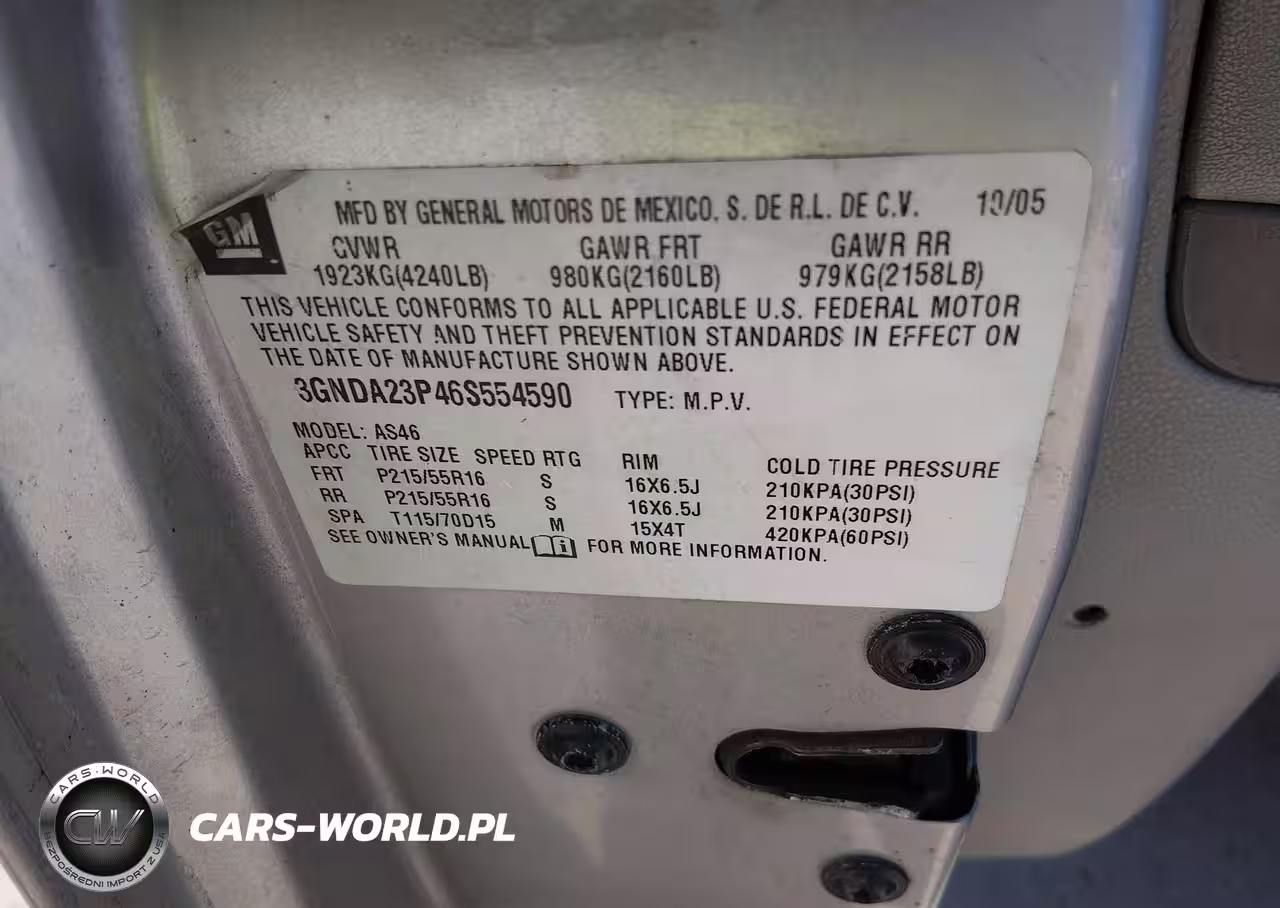 GM
MFD BY GENERAL MOTORS DE MEXICO, S. DE R.L. DE C.V. 10/05
GVWR GAWR FRT GAWR RR
1923KG(4240LB) 980KG(2160LB) 979KG(2158LB)
THIS VEHICLE CONFORMS TO ALL APPLICABLE U.S. FEDERAL MOTOR
VEHICLE SAFETY AND THEFT PREVENTION STANDARDS IN EFFECT ON
THE DATE OF MANUFACTURE SHOWN ABOVE.
3GNDA23P46S554590 TYPE: M.P.V.
MODEL: AS46
APCC TIRE SIZE SPEED RTG RIM COLD TIRE PRESSURE
FRT P215/55R16 S 16X6.5J 210KPA(30PSI)
RR P215/55R16 S 16X6.5J 210KPA(30PSI)
SPA T115/70D15 M 15X4T 420KPA(60PSI)
SEE OWNER'S MANUAL i FOR MORE INFORMATION.
CARS-WORLD
CW
BEZPOŚREDNI IMPORT Z USA
CARS-WORLD.PL